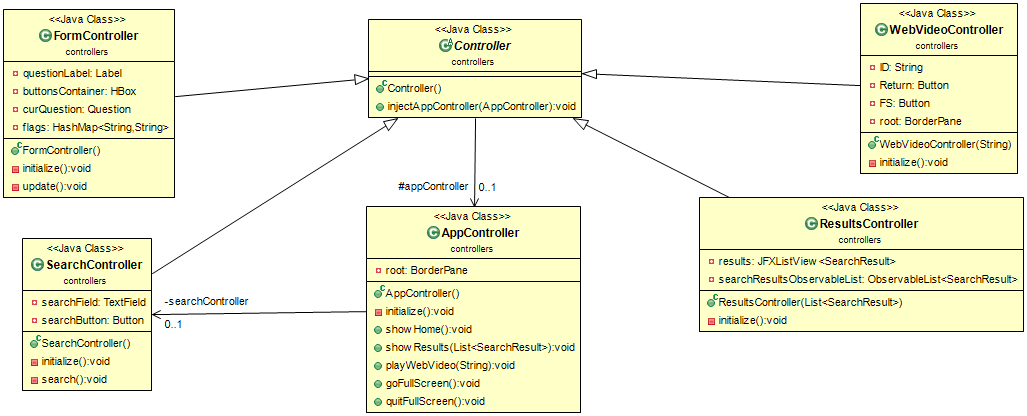 <<Java Class>>
FormController
controllers
questionLabel: Label
buttonsContainer: HBox
curQuestion: Question
flags: HashMap<String,String>
FormController()
initialize():void
update():void
<<Java Class>>
Controller
controllers
Controller()
injectAppController(AppController):void
<<Java Class>>
WebVideoController
controllers
ID: String
Return: Button
FS: Button
root: BorderPane
WebVideoController(String)
initialize():void
#appController
0..1
<<Java Class>>
SearchController
controllers
searchField: TextField
searchButton: Button
SearchController()
initialize():void
search():void
-searchController
0..1
<<Java Class>>
AppController
controllers
root: BorderPane
AppController()
initialize():void
showHome():void
showResults(List<SearchResult>):void
playWebVideo(String):void
goFullScreen():void
quitFullScreen():void
<<Java Class>>
ResultsController
controllers
results: JFXListView<SearchResult>
searchResultsObservableList: ObservableList<SearchResult>
ResultsController(List<SearchResult>)
initialize():void